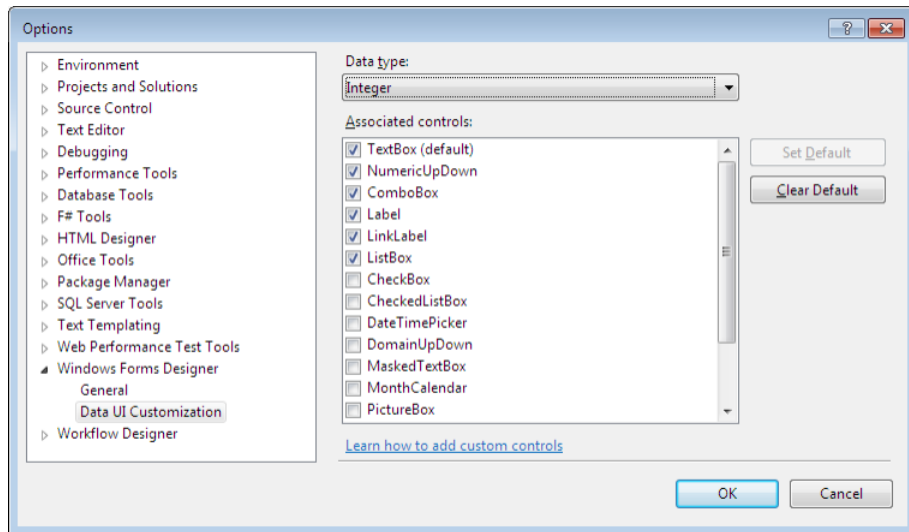 Options
Environment
Projects and Solutions
Source Control
Text Editor
Debugging
Performance Tools
Database Tools
F# Tools
HTML Designer
Office Tools
Package Manager
SQL Server Tools
Text Templating
Web Performance Test Tools
Windows Forms Designer
General
Data UI Customization
Workflow Designer
Data type:
Integer
Associated controls:
TextBox (default)
NumericUpDown
ComboBox
Label
LinkLabel
ListBox
CheckBox
CheckedListBox
DateTimePicker
DomainUpDown
MaskedTextBox
MonthCalendar
PictureBox
Set Default
Clear Default
Learn how to add custom controls
OK
Cancel